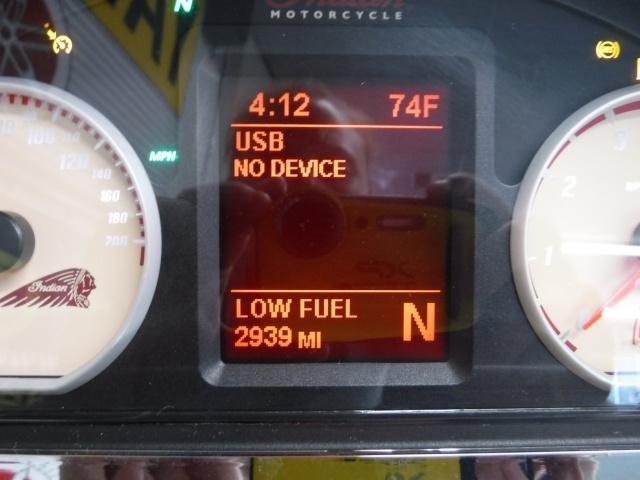 N
Indian
MOTORCYCLE
4:12 74F
USB
NO DEVICE
MPH
100
120
140
160
180
200
Indian
2
1
LOW FUEL
2939 MI
N